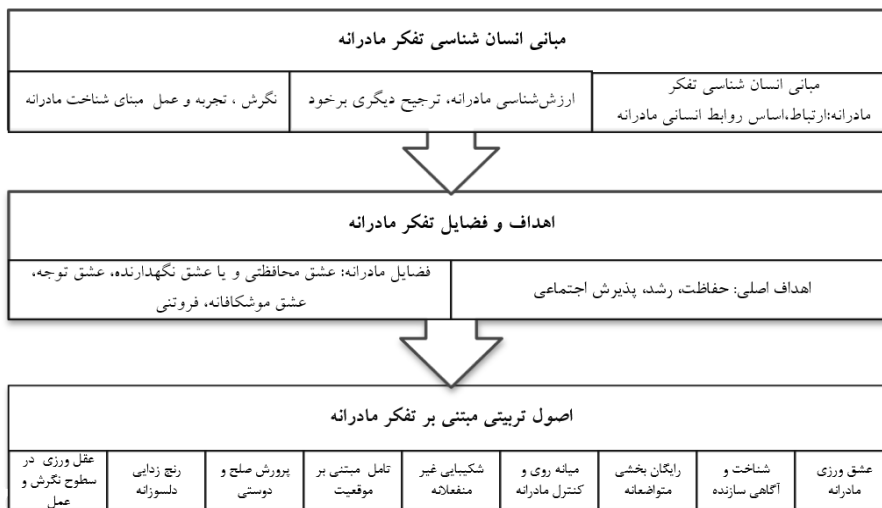 مبانی انسان شناسی تفکر مادرانه
مبانی انسان شناسی تفکر
مادرانه:ارتباط،اساس روابط انسانی مادرانه
ارزش‌شناسی مادرانه، ترجیح دیگری برخود
نگرش ، تجربه و عمل مبنای شناخت مادرانه
اهداف و فضایل تفکر مادرانه
اهداف اصلی: حفاظت، رشد، پذیرش اجتماعی
فضایل مادرانه: عشق محافظتی و یا عشق نگهدارنده، عشق توجه،
عشق موشکافانه، فروتنی
اصول تربیتی مبتنی بر تفکر مادرانه
عشق ورزی
مادرانه
شناخت و
آگاهی سازنده
رایگان بخشی
متواضعانه
میانه روی و
کنترل مادرانه
شکیبایی غیر
منفعلانه
تامل مبتنی بر
موقعیت
پرورش صلح و
دوستی
رنج زدایی
دلسوزانه
عقل ورزی در
سطوح نگرش و
عمل